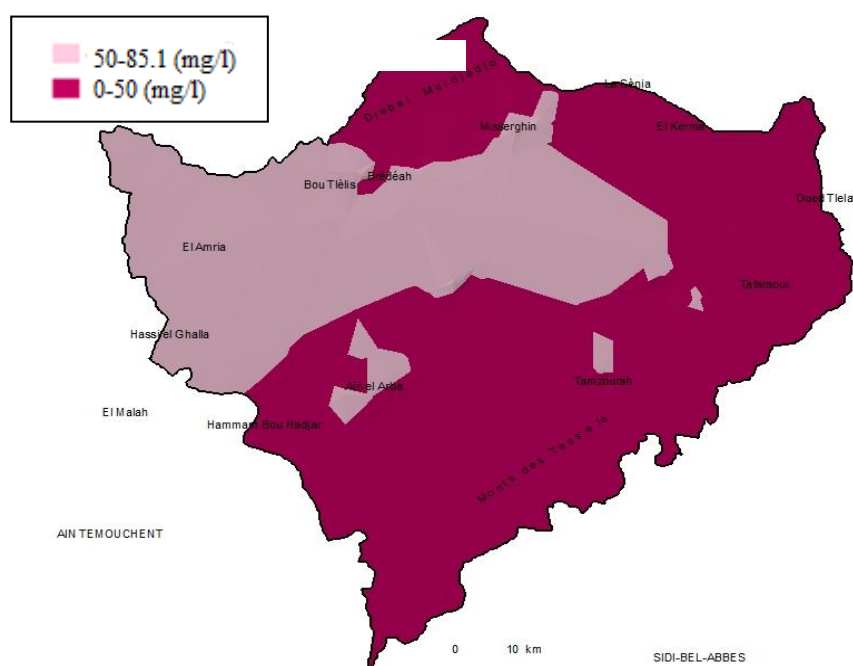 50-85.1 (mg/l)
0-50 (mg/l)
Djebel Murdjadjo
La Sènia
Misserghin
El Kerma
Bou Tlèlis
Brédéah
Oued Tlela
El Amria
Tafaraoui
Hassi el Ghalla
Ain el Arba
Tamzourah
El Malah
Hammam Bou Hadjar
Monts des Tessala
AIN TEMOUCHENT
0 10 km
SIDI-BEL-ABBES